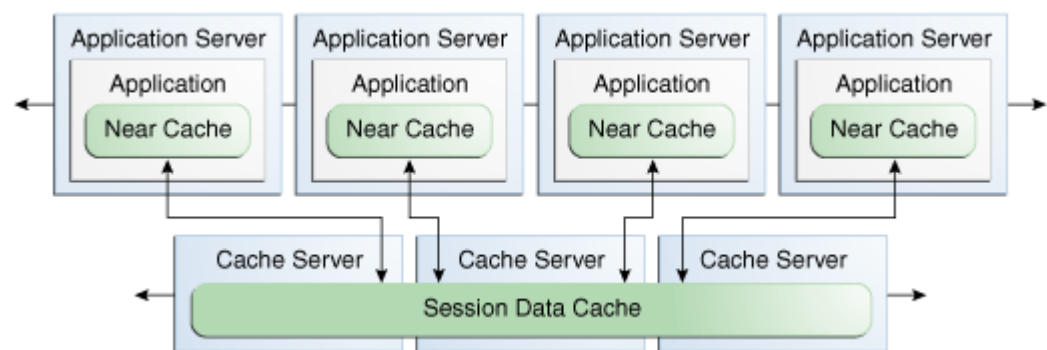 Application Server
Application Server
Application Server
Application Server
Application
Application
Application
Application
Near Cache
Near Cache
Near Cache
Near Cache
Cache Server
Cache Server
Cache Server
Session Data Cache